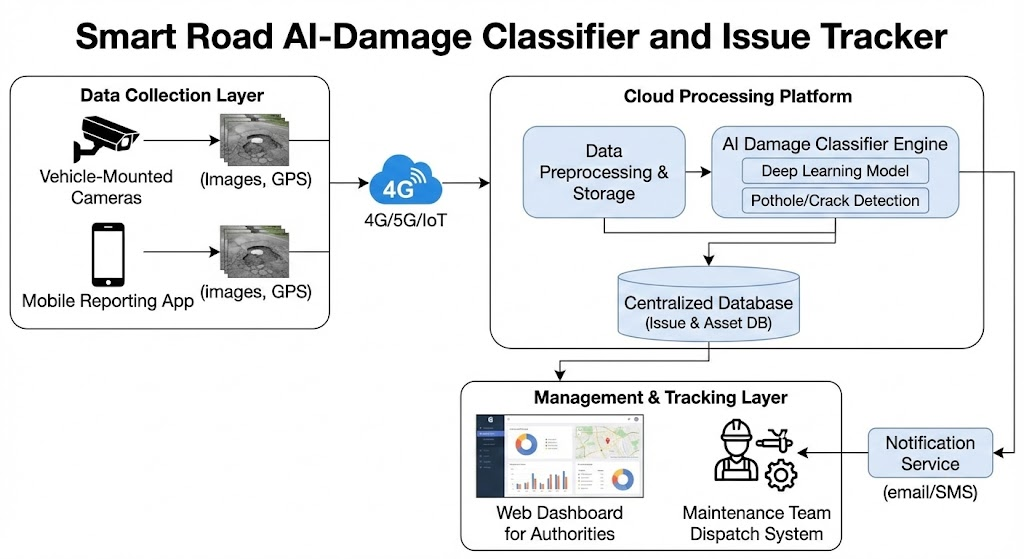 Smart Road AI-Damage Classifier and Issue Tracker
Data Collection Layer
Vehicle-Mounted
Cameras
(Images, GPS)
Mobile Reporting App
(images, GPS)
4G
4G/5G/IoT
Cloud Processing Platform
Data
Preprocessing &
Storage
AI Damage Classifier Engine
Deep Learning Model
Pothole/Crack Detection
Centralized Database
(Issue & Asset DB)
Management & Tracking Layer
Web Dashboard
for Authorities
Maintenance Team
Dispatch System
Notification
Service
(email/SMS)